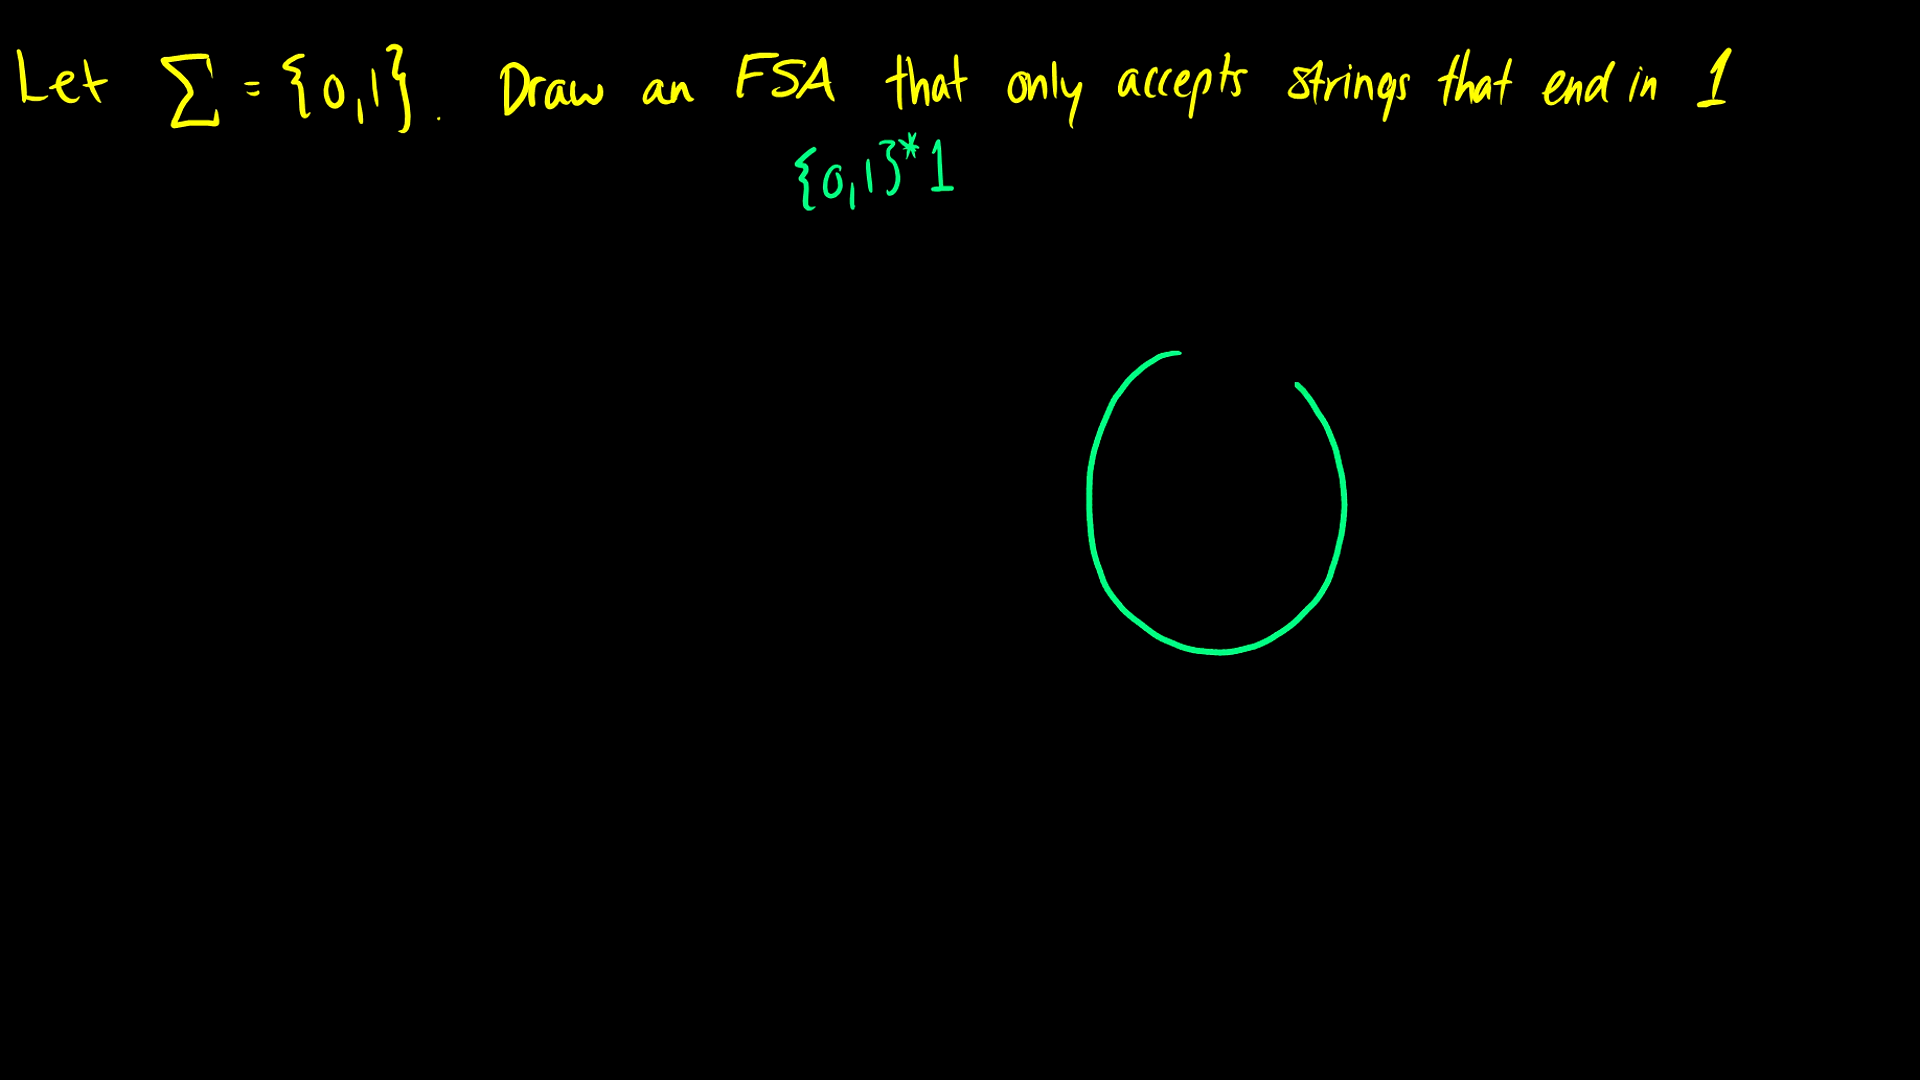 Let Σ = {0,1}. Draw an FSA that only accepts strings that end in 1
{0,1}*1